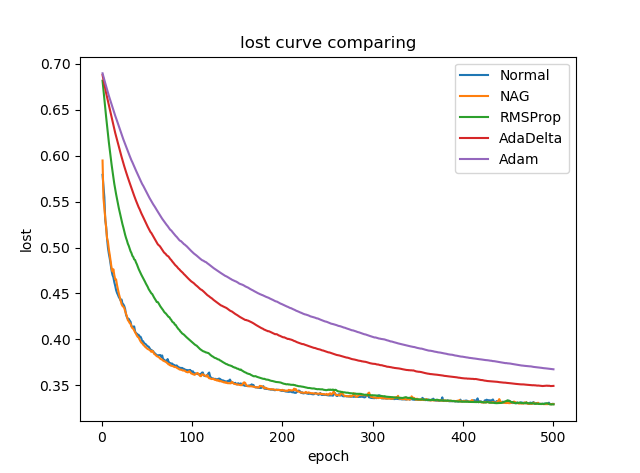 lost curve comparing
0.70
0.65
0.60
0.55
0.50
0.45
0.40
0.35
lost
Normal
NAG
RMSProp
AdaDelta
Adam
0 100 200 300 400 500
epoch